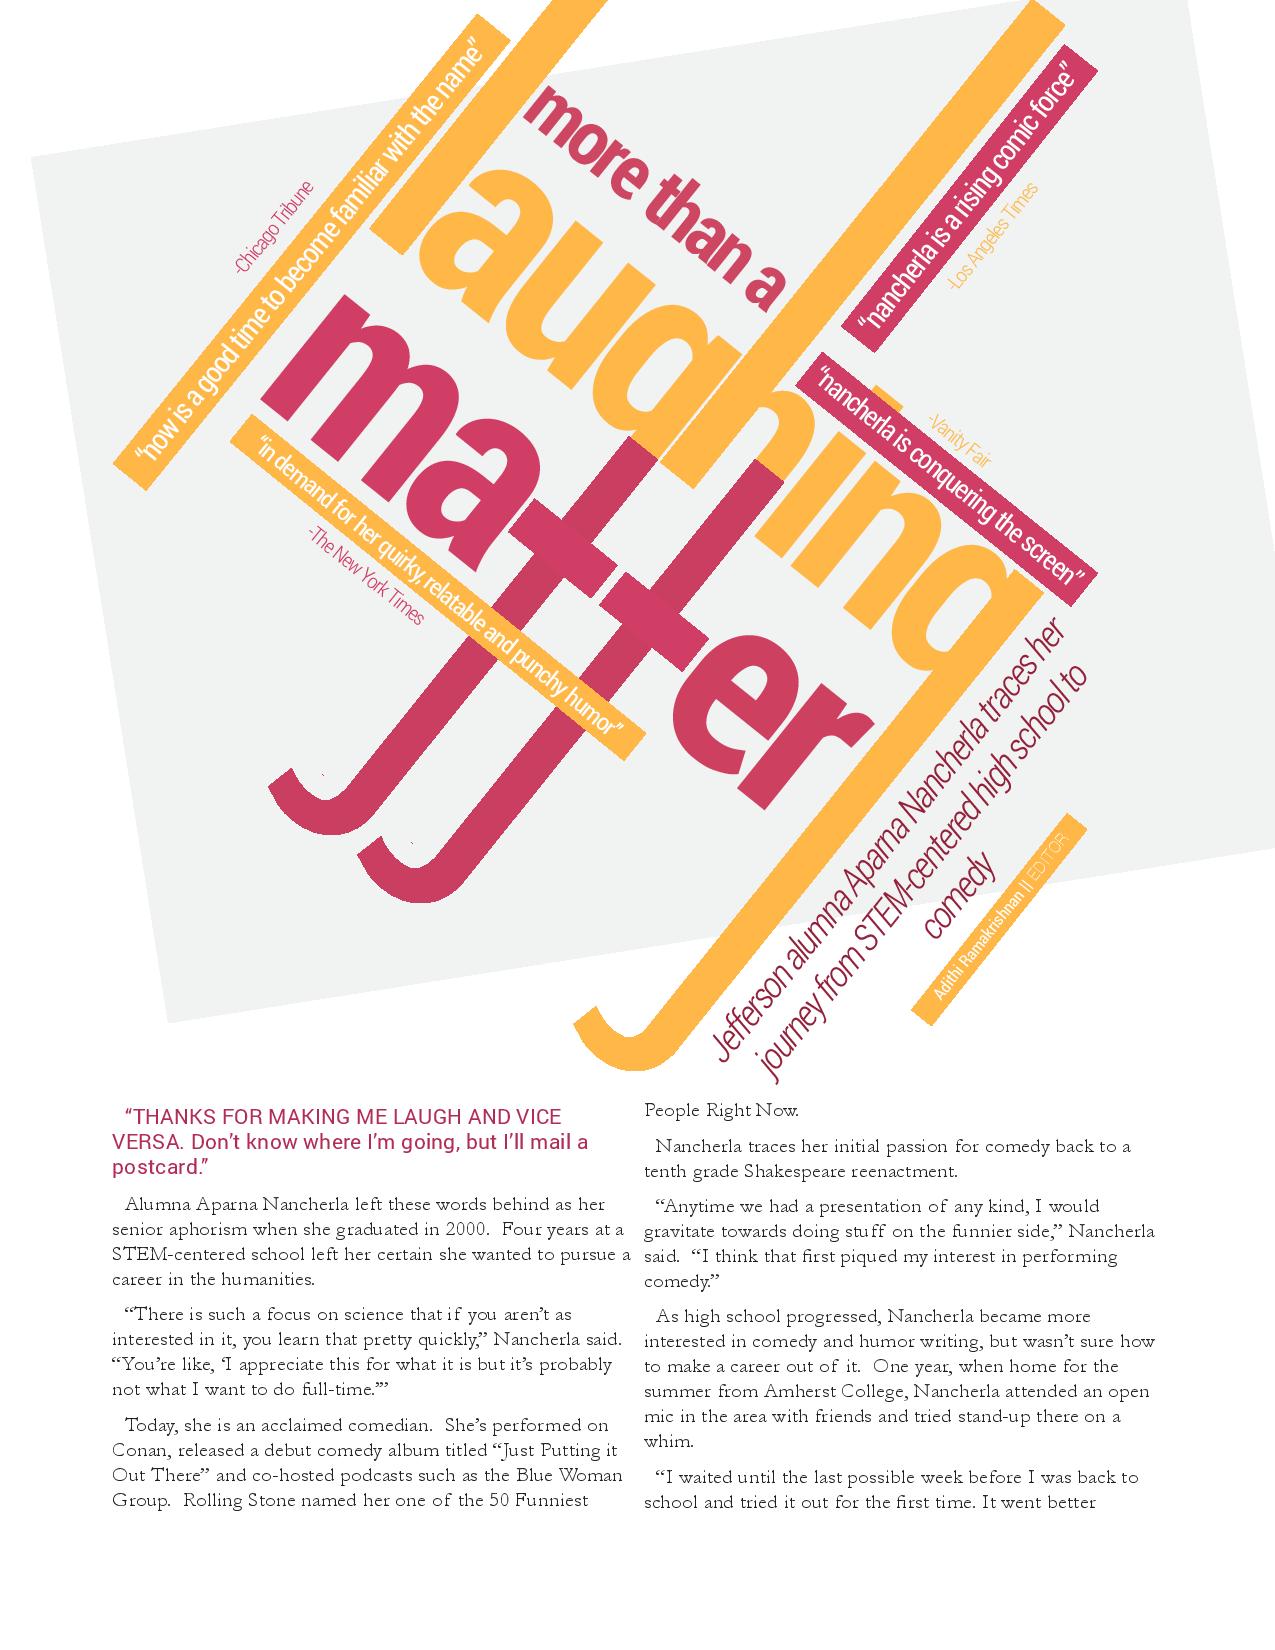 “now is a good time to become familiar with the name”
-Chicago Tribune
more than a
laughing
matter
“nancherla is a rising comic force”
-Los Angeles Times
“nancherla is conquering the screen”
-Vanity Fair
“in demand for her quirky, relatable and punchy humor”
-The New York Times
Jefferson alumna Aparna Nancherla traces her
journey from STEM-centered high school to
comedy
Adithi Ramakrishnan || EDITOR
“THANKS FOR MAKING ME LAUGH AND VICE
VERSA. Don’t know where I’m going, but I’ll mail a
postcard.”
Alumna Aparna Nancherla left these words behind as her
senior aphorism when she graduated in 2000.  Four years at a
STEM-centered school left her certain she wanted to pursue a
career in the humanities.
“There is such a focus on science that if you aren’t as
interested in it, you learn that pretty quickly,” Nancherla said.
“You’re like, ‘I appreciate this for what it is but it’s probably
not what I want to do full-time.’”
Today, she is an acclaimed comedian.  She’s performed on
Conan, released a debut comedy album titled “Just Putting it
Out There” and co-hosted podcasts such as the Blue Woman
Group.  Rolling Stone named her one of the 50 Funniest
People Right Now.
Nancherla traces her initial passion for comedy back to a
tenth grade Shakespeare reenactment.
“Anytime we had a presentation of any kind, I would
gravitate towards doing stuff on the funnier side,” Nancherla
said.  “I think that first piqued my interest in performing
comedy.”
As high school progressed, Nancherla became more
interested in comedy and humor writing, but wasn’t sure how
to make a career out of it.  One year, when home for the
summer from Amherst College, Nancherla attended an open
mic in the area with friends and tried stand-up there on a
whim.
“I waited until the last possible week before I was back to
school and tried it out for the first time. It went better